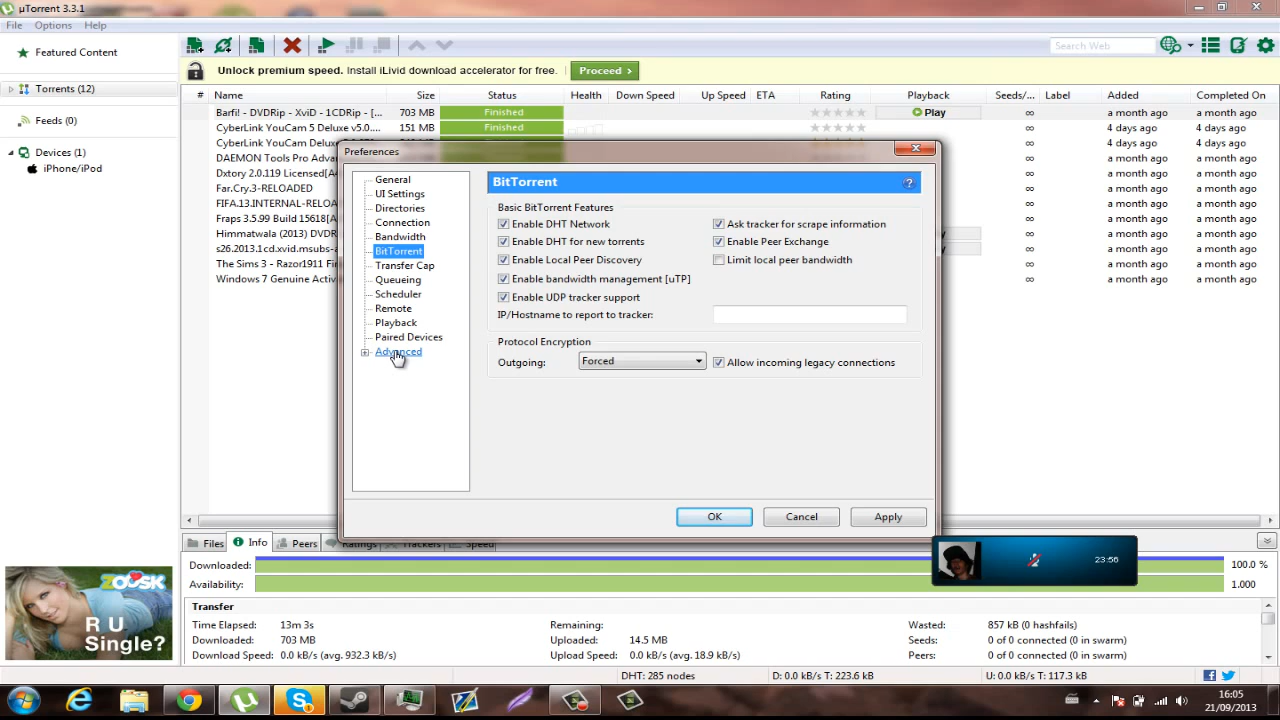 µTorrent 3.3.1
File Options Help
Featured Content
Search Web
Unlock premium speed. Install iLivid download accelerator for free. Proceed >
Torrents (12)
# Name Size Status Health Down Speed Up Speed ETA Rating Playback Seeds/... Label Added Completed On
Barfi! - DVDRip - XviD - 1CDRip - [... 703 MB Finished Play ∞ a month ago a month ago
Feeds (0)
CyberLink YouCam 5 Deluxe v5.0.... 151 MB Finished ∞ 4 days ago 4 days ago
CyberLink YouCam Deluxe ∞ 4 days ago 4 days ago
Devices (1)
DAEMON Tools Pro Advan ∞ a month ago a month ago
iPhone/iPod
Dxtory 2.0.119 Licensed[A ∞ a month ago a month ago
Far.Cry.3-RELOADED ∞ a month ago a month ago
FIFA.13.INTERNAL-RELO ∞ a month ago a month ago
Fraps 3.5.99 Build 15618[A ∞ a month ago a month ago
Himmatwala (2013) DVDR ∞ a month ago a month ago
s26.2013.1cd.xvid.msubs- ∞ a month ago a month ago
The Sims 3 - Razor1911 Fi ∞ a month ago a month ago
Windows 7 Genuine Activ ∞ a month ago a month ago
Preferences
General
UI Settings
Directories
Connection
Bandwidth
BitTorrent
Transfer Cap
Queueing
Scheduler
Remote
Playback
Paired Devices
Advanced
BitTorrent
Basic BitTorrent Features
Enable DHT Network Ask tracker for scrape information
Enable DHT for new torrents Enable Peer Exchange
Enable Local Peer Discovery Limit local peer bandwidth
Enable bandwidth management [uTP]
Enable UDP tracker support
IP/Hostname to report to tracker:
Protocol Encryption
Outgoing: Forced Allow incoming legacy connections
OK Cancel Apply
Files Info Peers Ratings Trackers Speed
23:56
Downloaded: 100.0 %
Availability: 1.000
zoosk
R U
Single?
Transfer
Time Elapsed: 13m 3s Remaining: Wasted: 857 kB (0 hashfails)
Downloaded: 703 MB Uploaded: 14.5 MB Seeds: 0 of 0 connected (0 in swarm)
Download Speed: 0.0 kB/s (avg. 932.3 kB/s) Upload Speed: 0.0 kB/s (avg. 18.9 kB/s) Peers: 0 of 0 connected (0 in swarm)
DHT: 285 nodes D: 0.0 kB/s T: 223.6 kB U: 0.0 kB/s T: 117.3 kB
16:05
21/09/2013